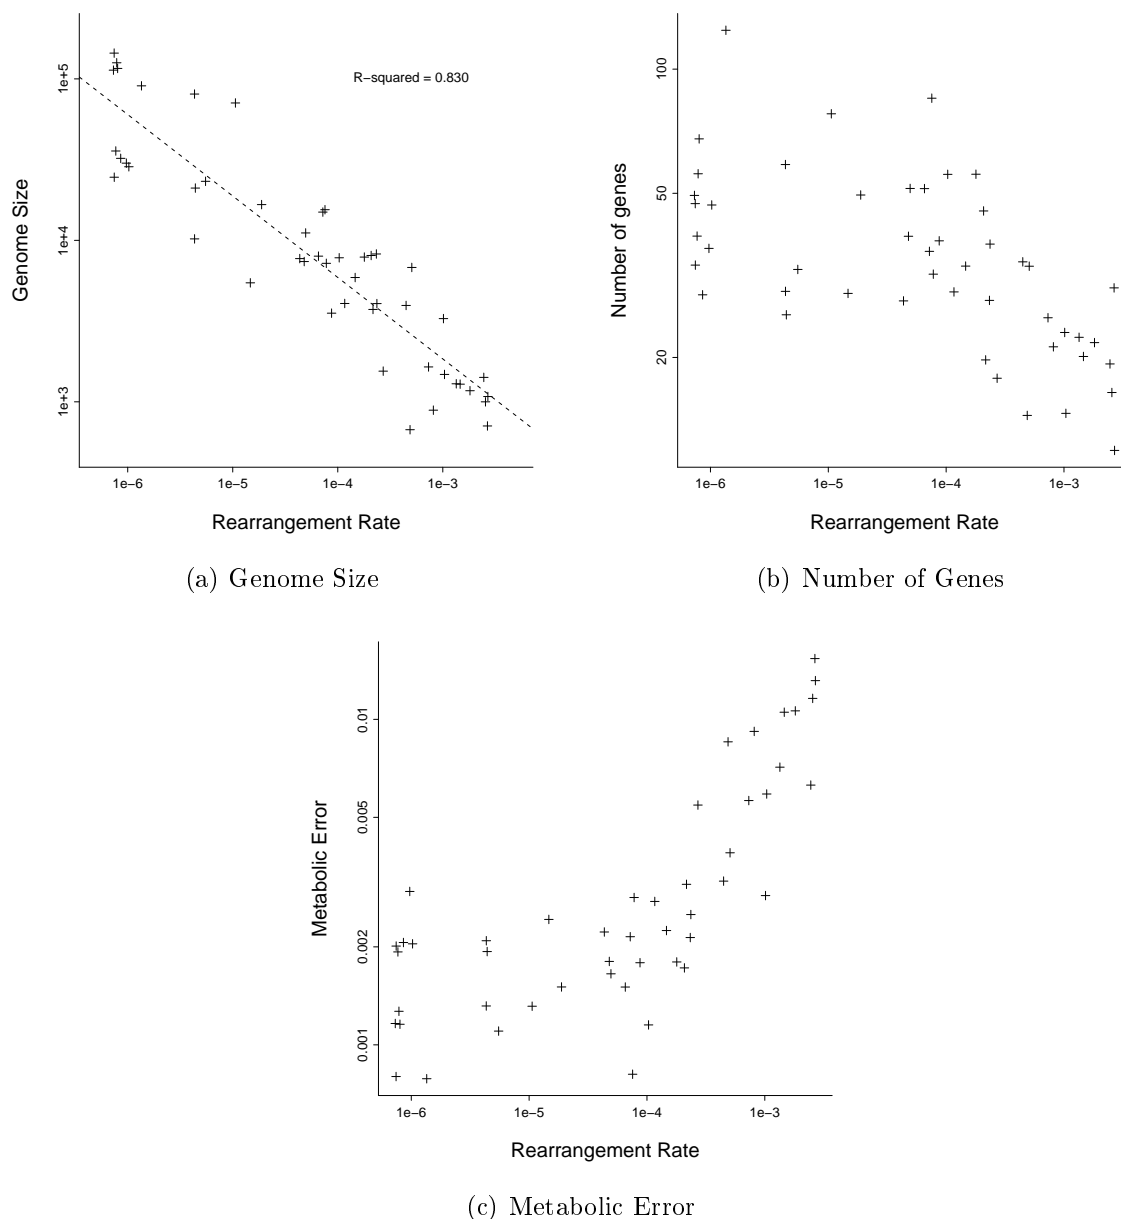 R−squared = 0.830
1e+5
1e+4
1e+3
Genome Size
1e−6 1e−5 1e−4 1e−3
Rearrangement Rate
(a) Genome Size
100
50
20
Number of genes
1e−6 1e−5 1e−4 1e−3
Rearrangement Rate
(b) Number of Genes
0.01
0.005
0.002
0.001
Metabolic Error
1e−6 1e−5 1e−4 1e−3
Rearrangement Rate
(c) Metabolic Error